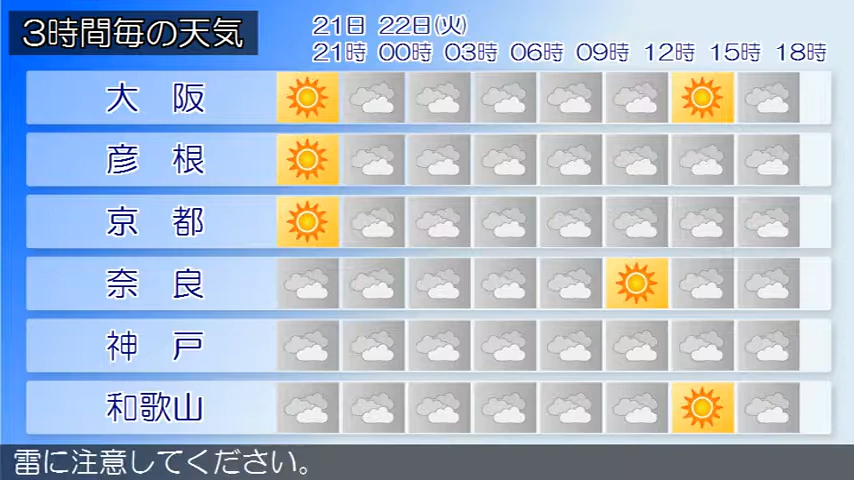 3時間毎の天気
21日 22日(火)
21時 00時 03時 06時 09時 12時 15時 18時
大 阪
彦 根
京 都
奈 良
神 戸
和歌山
雷に注意してください。